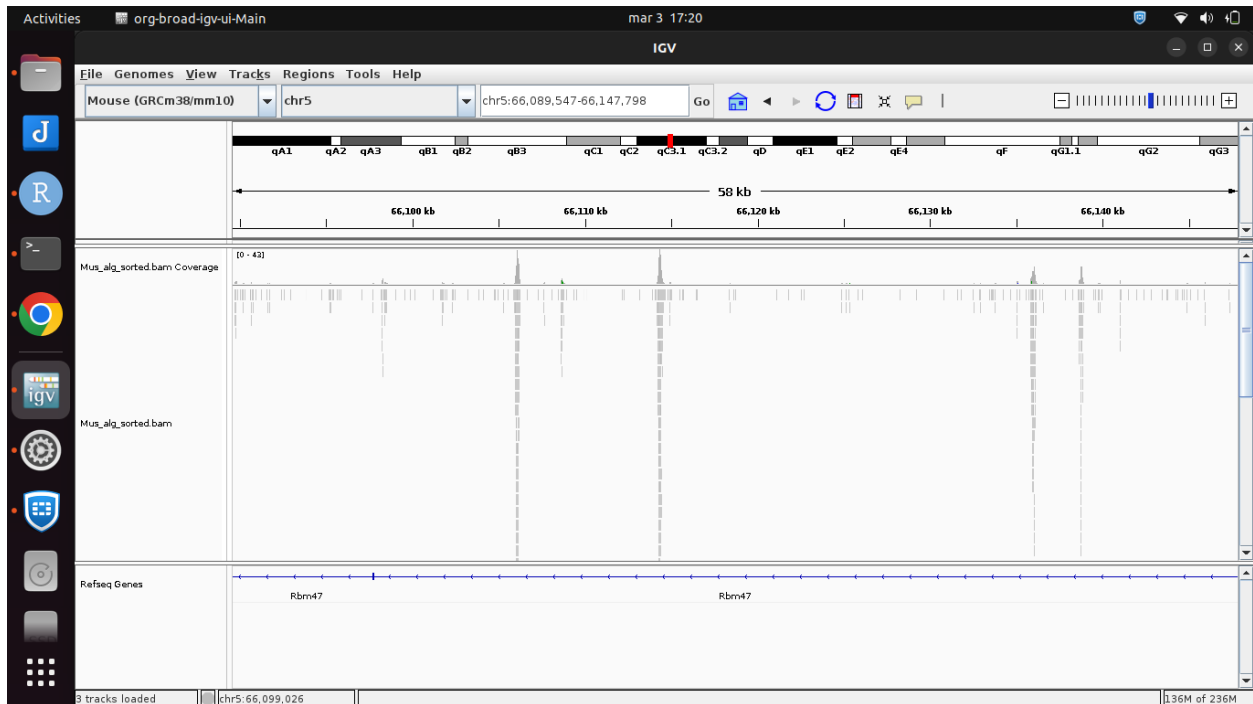 Activities org-broad-igv-ui-Main mar 3 17:20
IGV
File Genomes View Tracks Regions Tools Help
Mouse (GRCm38/mm10) chr5 chr5:66,089,547-66,147,798 Go
qA1 qA2 qA3 qB1 qB2 qB3 qC1 qC2 qC3.1 qC3.2 qD qE1 qE2 qE4 qF qG1.1 qG2 qG3
58 kb
66,100 kb 66,110 kb 66,120 kb 66,130 kb 66,140 kb
[0 - 43]
Mus_alg_sorted.bam Coverage
Mus_alg_sorted.bam
Refseq Genes
Rbm47 Rbm47
3 tracks loaded chr5:66,099,026 136M of 236M
J
R
>_
igv